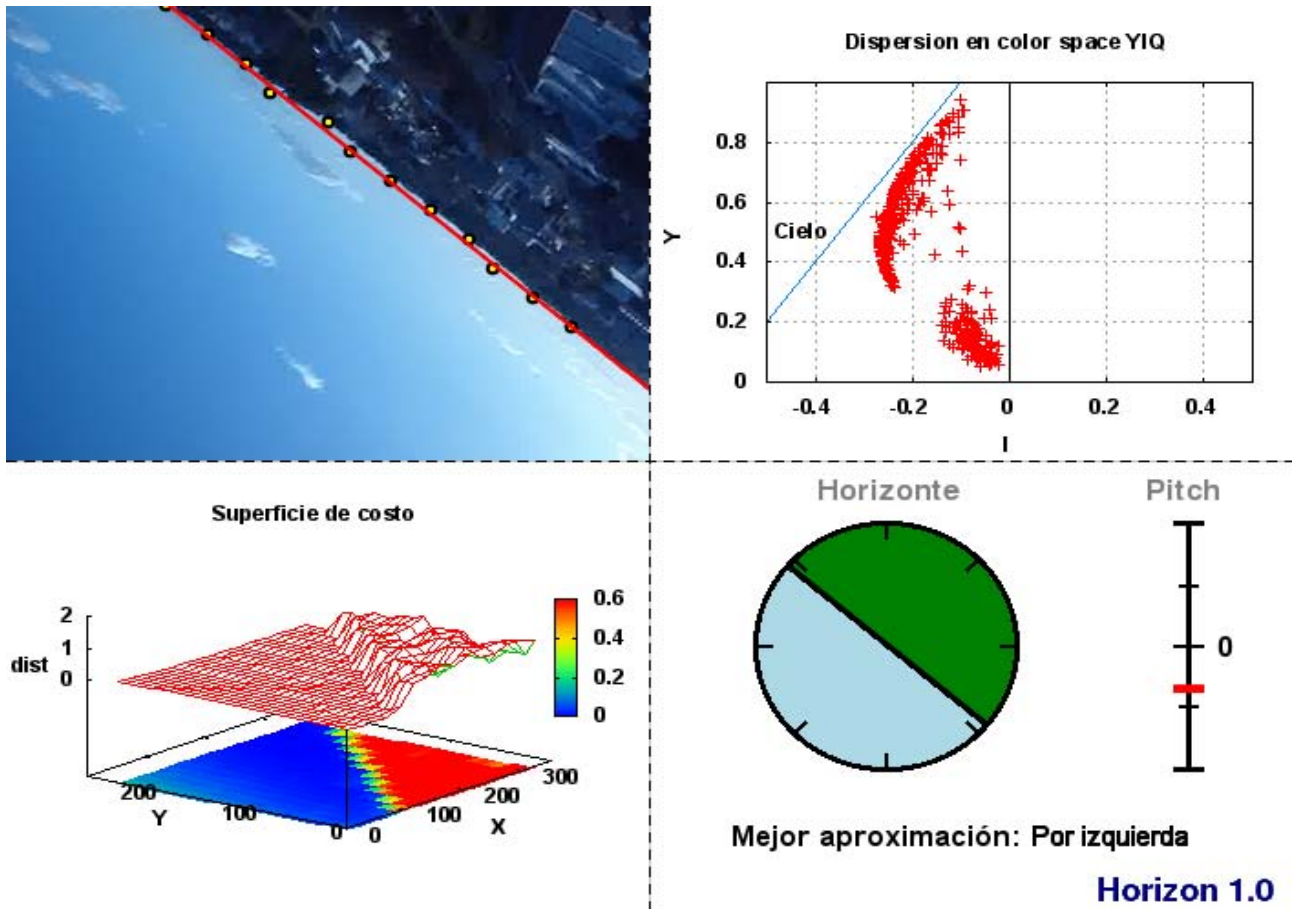 Dispersion en color space YIQ
0.8
0.6
Cielo
Y
0.4
0.2
0
-0.4 -0.2 0 0.2 0.4
I
Superficie de costo
2
1
dist
0
0.6
0.4
0.2
0
300
200
100
0
X
200
100
0
Y
Horizonte
Pitch
0
Mejor aproximación: Por izquierda
Horizon 1.0